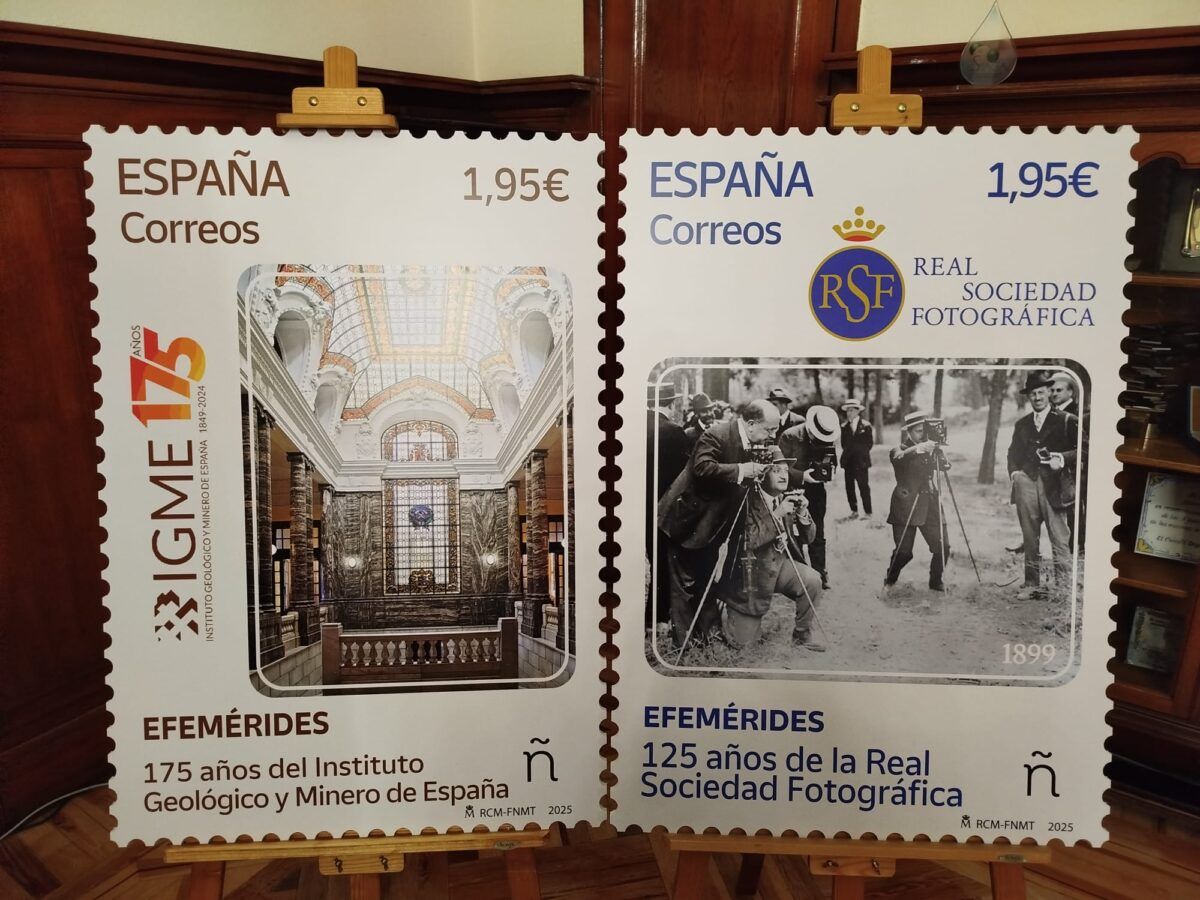 ESPAÑA
Correos
1,95€
IGME 175
AÑOS
INSTITUTO GEOLÓGICO Y MINERO DE ESPAÑA 1849-2024
EFEMÉRIDES
175 años del Instituto
Geológico y Minero de España
ñ
RCM-FNMT 2025
ESPAÑA
Correos
1,95€
RSF
REAL
SOCIEDAD
FOTOGRÁFICA
1899
EFEMÉRIDES
125 años de la Real
Sociedad Fotográfica
ñ
RCM-FNMT 2025